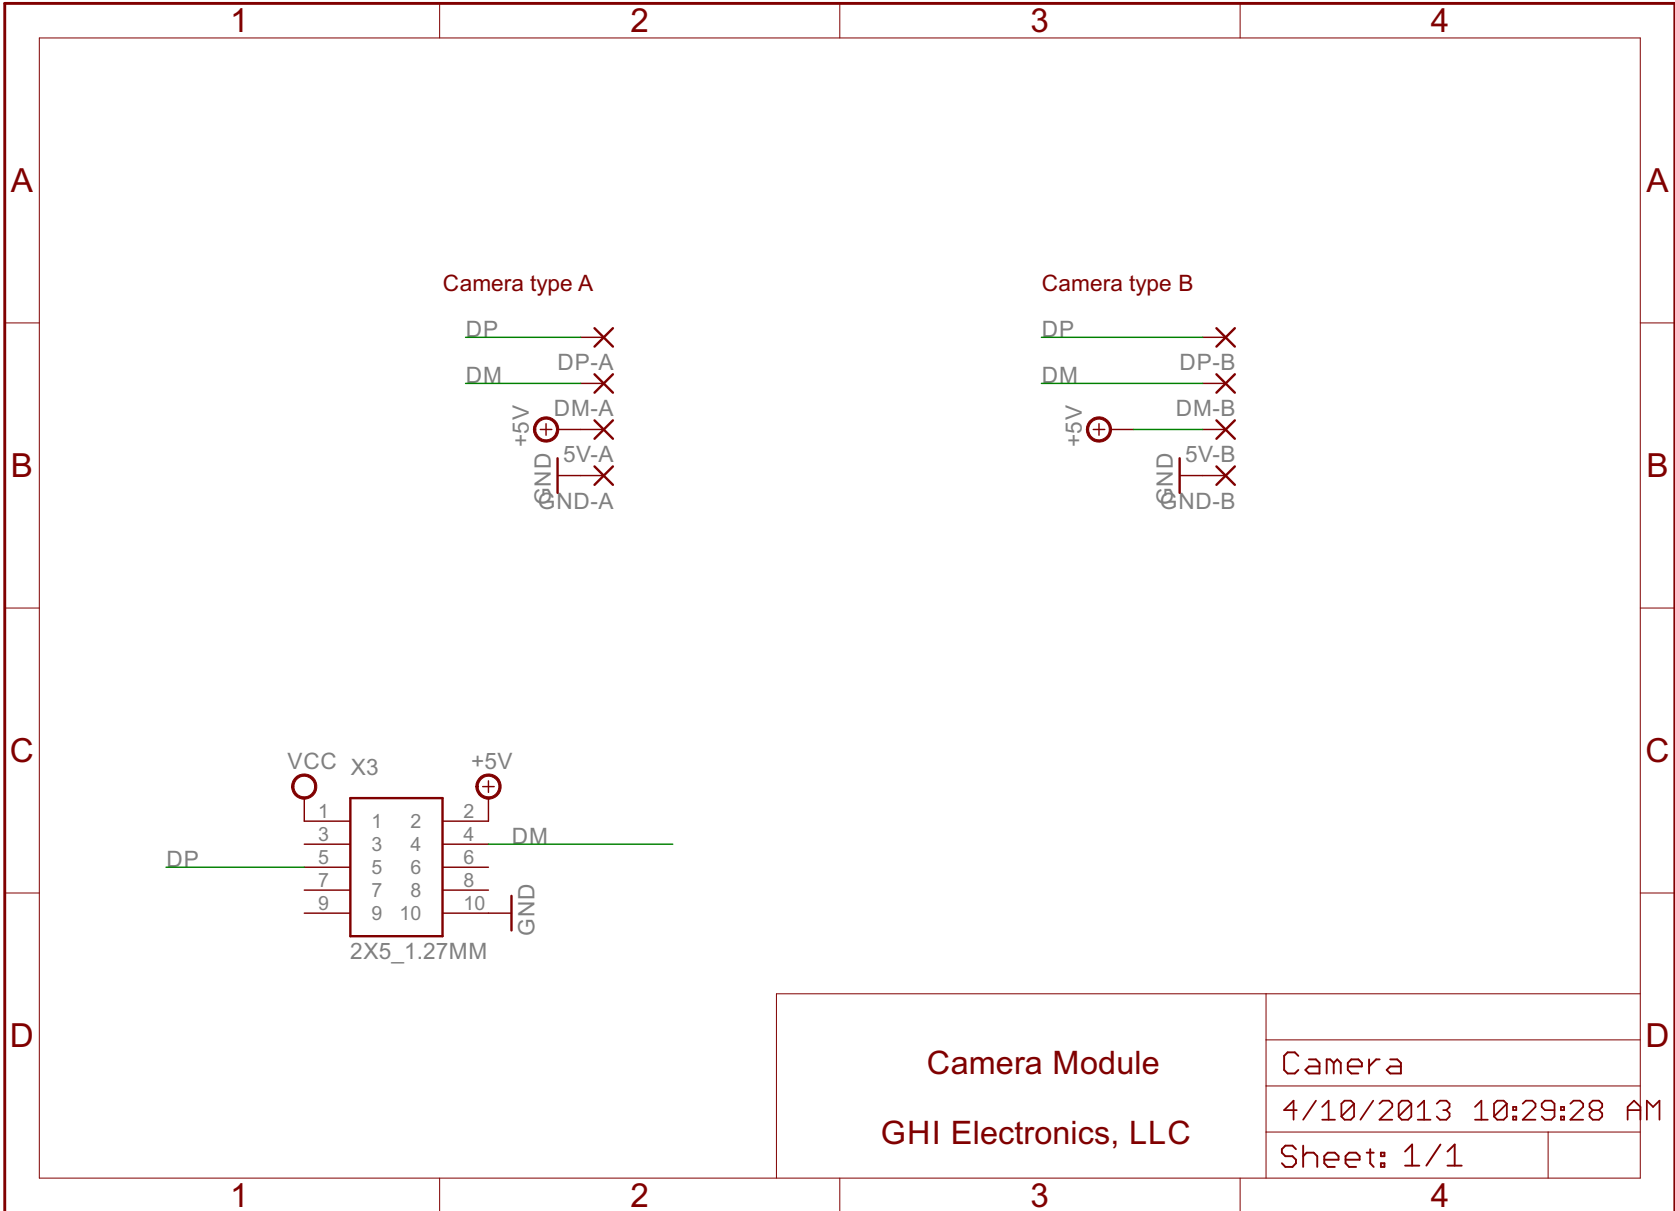 1 2 3 4
A A
Camera type A Camera type B
DP DP
DP-A DP-B
DM DM
DM-A DM-B
+5V +5V
5V-A 5V-B
B B
GND GND
GND-A GND-B
C C
VCC X3 +5V
1 1 2 2
3 3 4 4 DM
DP 5 5 6 6
7 7 8 8
9 9 10 10 GND
2X5_1.27MM
D D
Camera Module
Camera
4/10/2013 10:29:28 AM
GHI Electronics, LLC
Sheet: 1/1
1 2 3 4